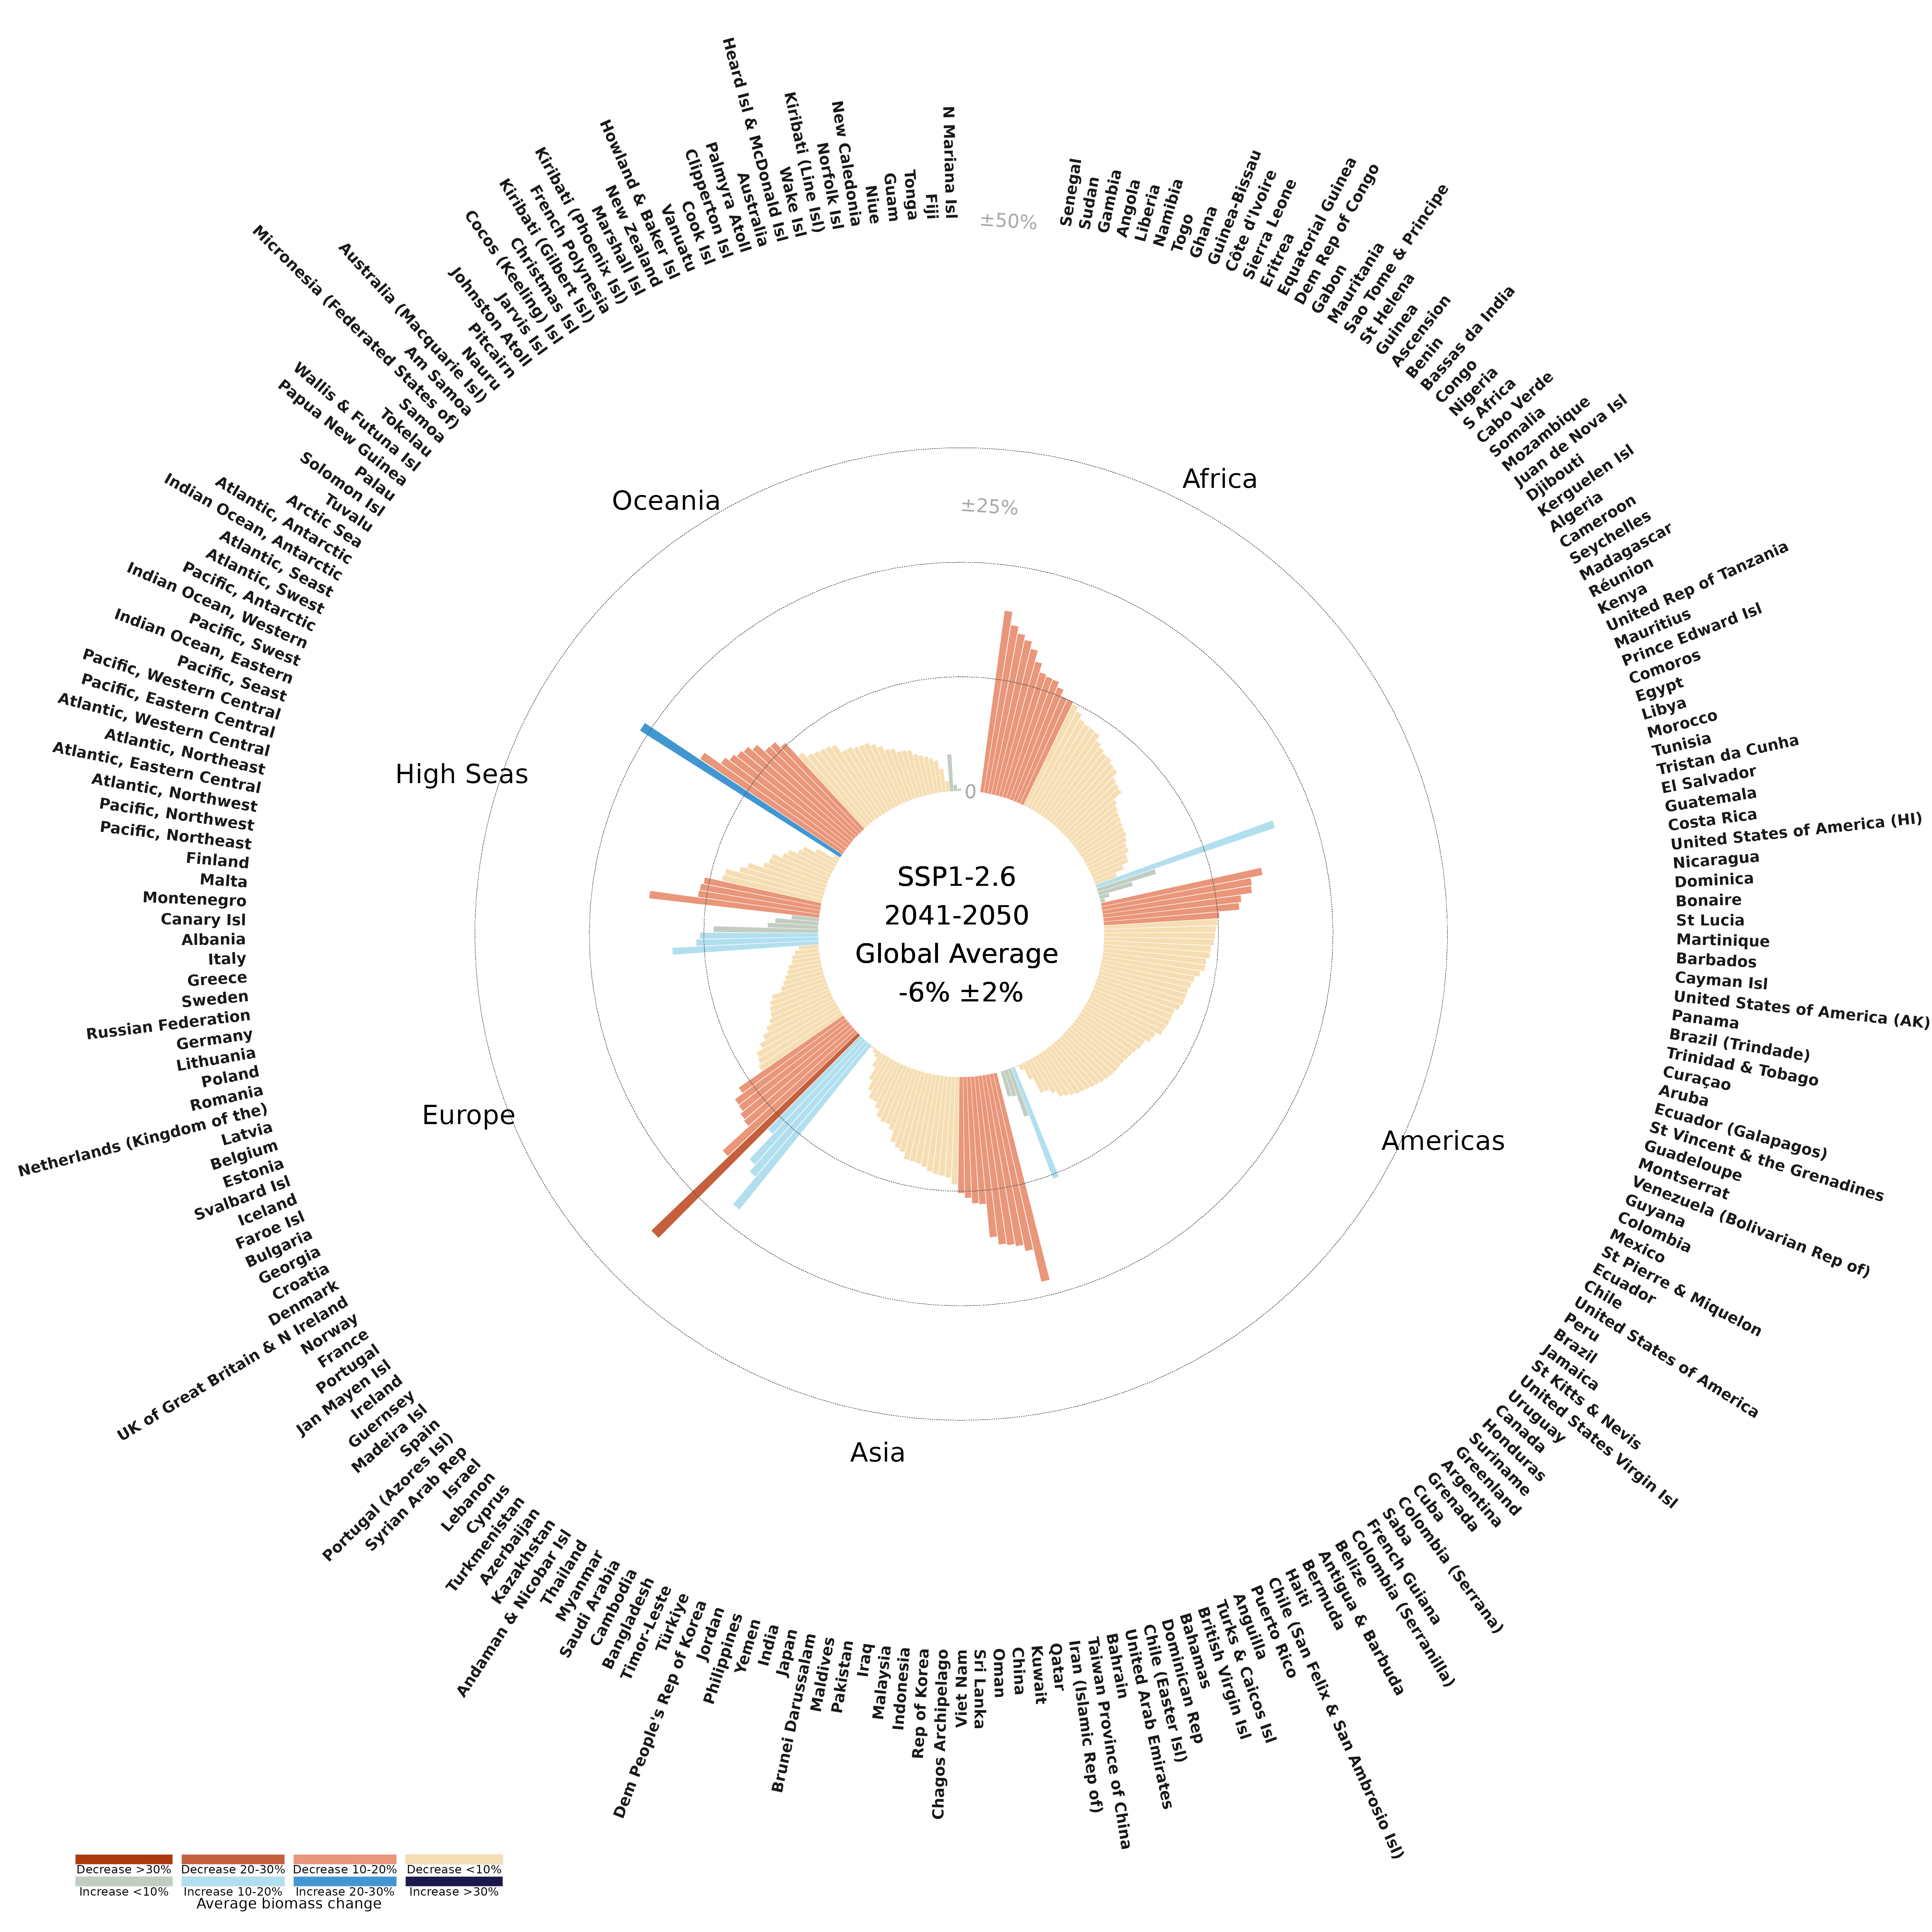 SSP1-2.6
2041-2050
Global Average
-6% ±2%
0
±25%
±50%
Africa
Americas
Asia
Europe
High Seas
Oceania
Senegal
Sudan
Gambia
Angola
Liberia
Namibia
Togo
Ghana
Guinea-Bissau
Côte d'Ivoire
Sierra Leone
Eritrea
Equatorial Guinea
Dem Rep of Congo
Gabon
Mauritania
Sao Tome & Principe
St Helena
Guinea
Ascension
Benin
Bassas da India
Congo
Nigeria
S Africa
Cabo Verde
Somalia
Mozambique
Juan de Nova Isl
Djibouti
Kerguelen Isl
Algeria
Cameroon
Seychelles
Madagascar
Réunion
Kenya
United Rep of Tanzania
Mauritius
Prince Edward Isl
Comoros
Egypt
Libya
Morocco
Tunisia
Tristan da Cunha
El Salvador
Guatemala
Costa Rica
United States of America (HI)
Nicaragua
Dominica
Bonaire
St Lucia
Martinique
Barbados
Cayman Isl
United States of America (AK)
Panama
Brazil (Trindade)
Trinidad & Tobago
Curaçao
Aruba
Ecuador (Galapagos)
St Vincent & the Grenadines
Guadeloupe
Montserrat
Venezuela (Bolivarian Rep of)
Guyana
Colombia
Mexico
St Pierre & Miquelon
Ecuador
Chile
United States of America
Peru
Brazil
Jamaica
St Kitts & Nevis
United States Virgin Isl
Uruguay
Canada
Honduras
Suriname
Greenland
Argentina
Grenada
Cuba
Colombia (Serrana)
Saba
French Guiana
Colombia (Serranilla)
Belize
Antigua & Barbuda
Bermuda
Haiti
Chile (San Felix & San Ambrosio Isl)
Puerto Rico
Anguilla
Turks & Caicos Isl
British Virgin Isl
Bahamas
Dominican Rep
Chile (Easter Isl)
United Arab Emirates
Bahrain
Taiwan Province of China
Iran (Islamic Rep of)
Qatar
Kuwait
China
Oman
Sri Lanka
Viet Nam
Chagos Archipelago
Rep of Korea
Indonesia
Malaysia
Iraq
Pakistan
Maldives
Brunei Darussalam
Japan
India
Yemen
Philippines
Jordan
Dem People's Rep of Korea
Türkiye
Timor-Leste
Bangladesh
Cambodia
Saudi Arabia
Myanmar
Thailand
Andaman & Nicobar Isl
Kazakhstan
Azerbaijan
Turkmenistan
Cyprus
Lebanon
Israel
Syrian Arab Rep
Portugal (Azores Isl)
Spain
Madeira Isl
Guernsey
Ireland
Jan Mayen Isl
Portugal
France
Norway
UK of Great Britain & N Ireland
Denmark
Croatia
Georgia
Bulgaria
Faroe Isl
Iceland
Svalbard Isl
Estonia
Belgium
Latvia
Netherlands (Kingdom of the)
Romania
Poland
Lithuania
Germany
Russian Federation
Sweden
Greece
Italy
Albania
Canary Isl
Montenegro
Malta
Finland
Pacific, Northeast
Pacific, Northwest
Atlantic, Northwest
Atlantic, Eastern Central
Atlantic, Northeast
Atlantic, Western Central
Pacific, Eastern Central
Pacific, Western Central
Pacific, Seast
Indian Ocean, Eastern
Pacific, Swest
Indian Ocean, Western
Pacific, Antarctic
Atlantic, Swest
Atlantic, Seast
Indian Ocean, Antarctic
Atlantic, Antarctic
Arctic Sea
Tuvalu
Solomon Isl
Palau
Papua New Guinea
Wallis & Futuna Isl
Tokelau
Samoa
Micronesia (Federated States of)
Am Samoa
Australia (Macquarie Isl)
Nauru
Pitcairn
Johnston Atoll
Jarvis Isl
Cocos (Keeling) Isl
Christmas Isl
Kiribati (Gilbert Isl)
French Polynesia
Kiribati (Phoenix Isl)
Marshall Isl
New Zealand
Howland & Baker Isl
Vanuatu
Cook Isl
Clipperton Isl
Palmyra Atoll
Australia
Heard Isl & McDonald Isl
Wake Isl
Kiribati (Line Isl)
Norfolk Isl
New Caledonia
Niue
Guam
Tonga
Fiji
N Mariana Isl
Decrease >30%
Decrease 20-30%
Decrease 10-20%
Decrease <10%
Increase <10%
Increase 10-20%
Increase 20-30%
Increase >30%
Average biomass change